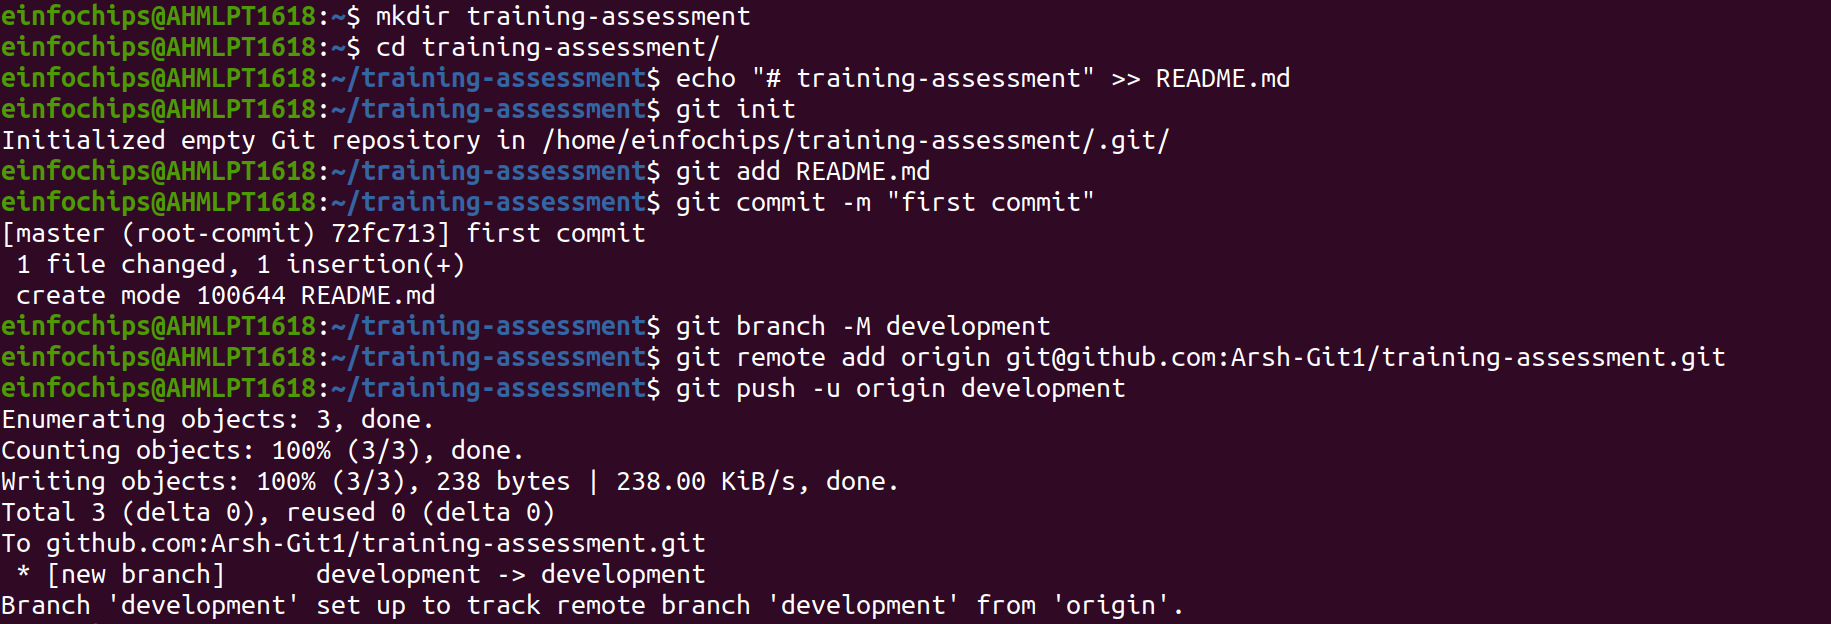 einfochips@AHMLPT1618:~$ mkdir training-assessment
einfochips@AHMLPT1618:~$ cd training-assessment/
einfochips@AHMLPT1618:~/training-assessment$ echo "# training-assessment" >> README.md
einfochips@AHMLPT1618:~/training-assessment$ git init
Initialized empty Git repository in /home/einfochips/training-assessment/.git/
einfochips@AHMLPT1618:~/training-assessment$ git add README.md
einfochips@AHMLPT1618:~/training-assessment$ git commit -m "first commit"
[master (root-commit) 72fc713] first commit
 1 file changed, 1 insertion(+)
 create mode 100644 README.md
einfochips@AHMLPT1618:~/training-assessment$ git branch -M development
einfochips@AHMLPT1618:~/training-assessment$ git remote add origin git@github.com:Arsh-Git1/training-assessment.git
einfochips@AHMLPT1618:~/training-assessment$ git push -u origin development
Enumerating objects: 3, done.
Counting objects: 100% (3/3), done.
Writing objects: 100% (3/3), 238 bytes | 238.00 KiB/s, done.
Total 3 (delta 0), reused 0 (delta 0)
To github.com:Arsh-Git1/training-assessment.git
 * [new branch]      development -> development
Branch 'development' set up to track remote branch 'development' from 'origin'.